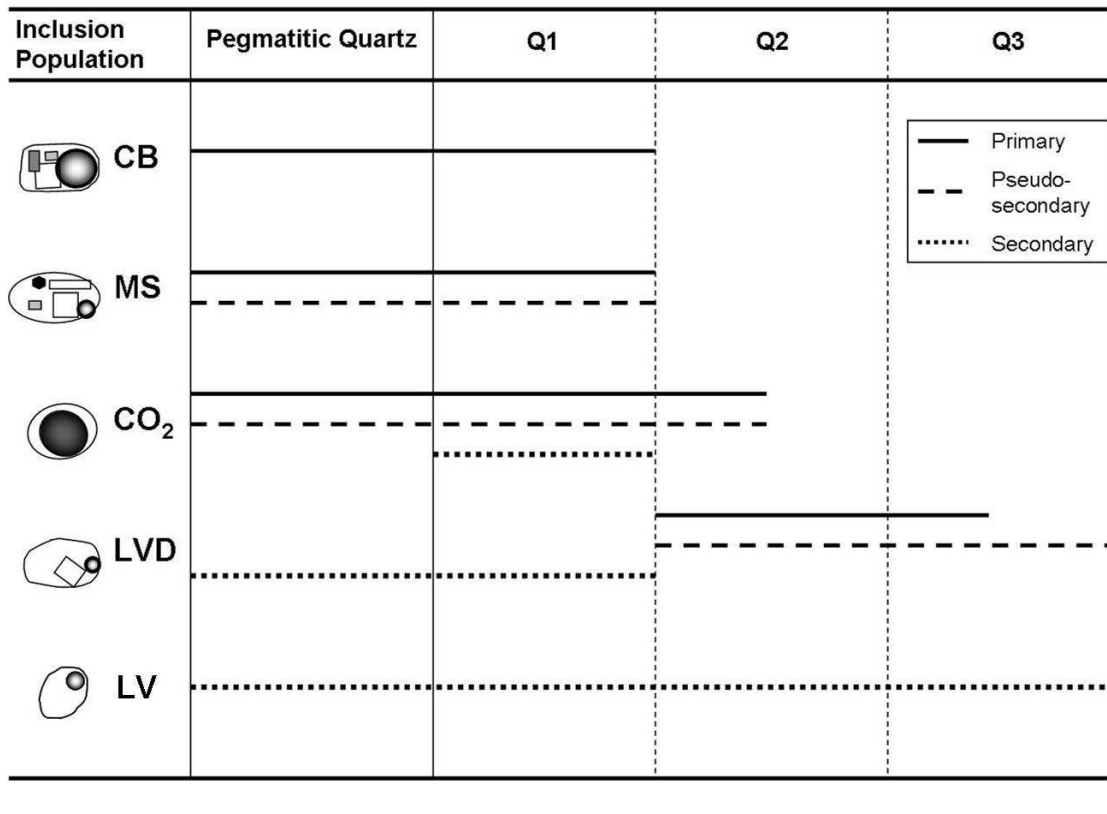 Inclusion
Population
Pegmatitic Quartz
Q1
Q2
Q3
CB
Primary
Pseudo-
secondary
Secondary
MS
CO₂
LVD
LV